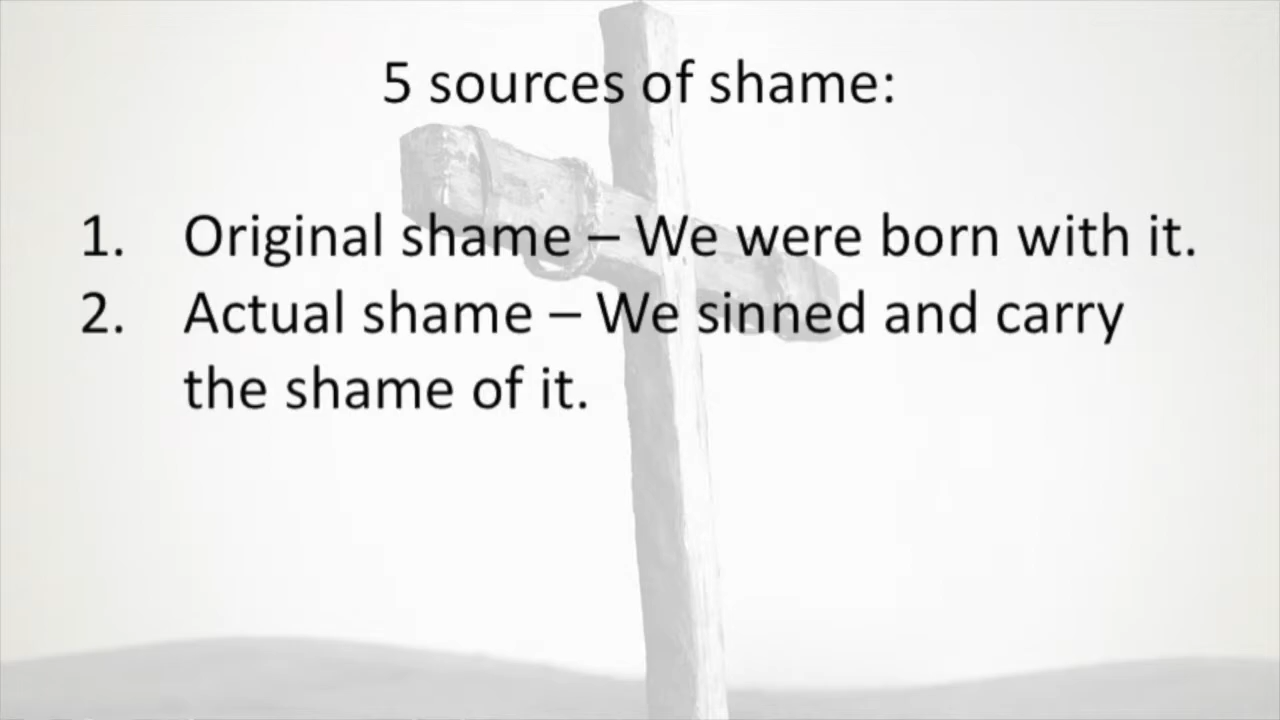 5 sources of shame:
1. Original shame – We were born with it.
2. Actual shame – We sinned and carry
the shame of it.